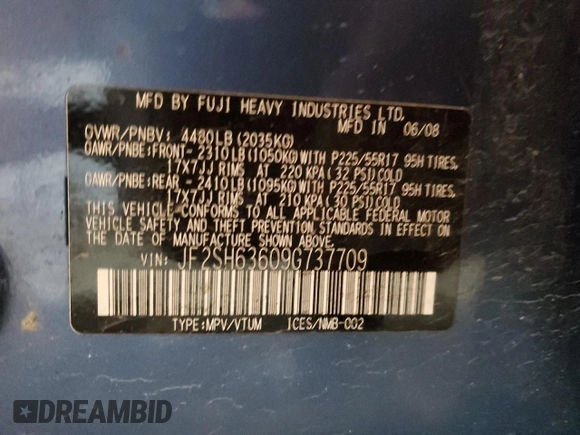 MFD BY FUJI HEAVY INDUSTRIES LTD.
MFD IN 06/08
GVWR/PNBV: 4480LB(2035KG)
GAWR/PNBE:FRONT- 2310LB(1050KG)WITH P225/55R17 95H TIRES,
17X7JJ RIMS AT 220 KPA( 32 PSI)COLD
GAWR/PNBE:REAR - 2410LB(1095KG)WITH P225/55R17 95H TIRES,
17X7JJ RIMS AT 210 KPA( 30 PSI)COLD
THIS VEHICLE CONFORMS TO ALL APPLICABLE FEDERAL MOTOR
VEHICLE SAFETY AND THEFT PREVENTION STANDARDS IN EFFECT
ON THE DATE OF MANUFACTURE SHOWN ABOVE.
VIN: JF2SH63609G737709
TYPE:MPV/VTUM ICES/NMB-002
DREAMBID